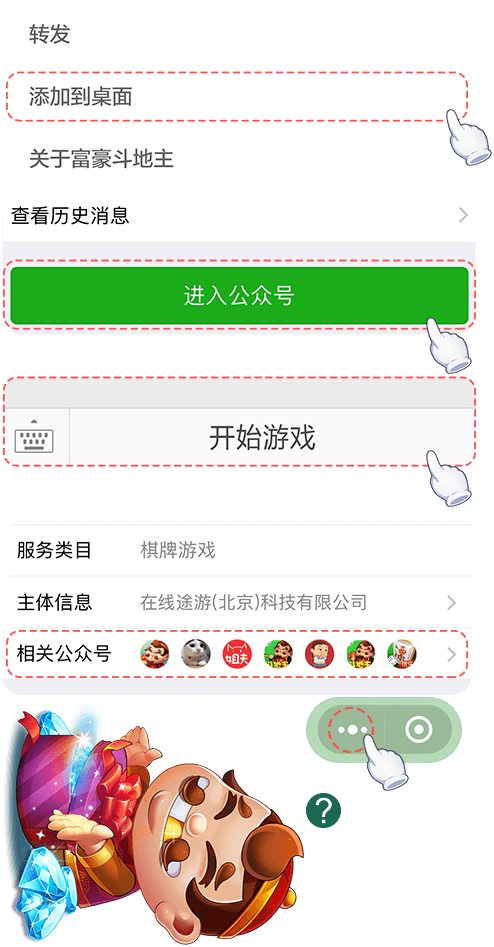 转发
添加到桌面
关于富豪斗地主
查看历史消息
进入公众号
开始游戏
服务类目 棋牌游戏
主体信息 在线途游(北京)科技有限公司
相关公众号 姐夫
?